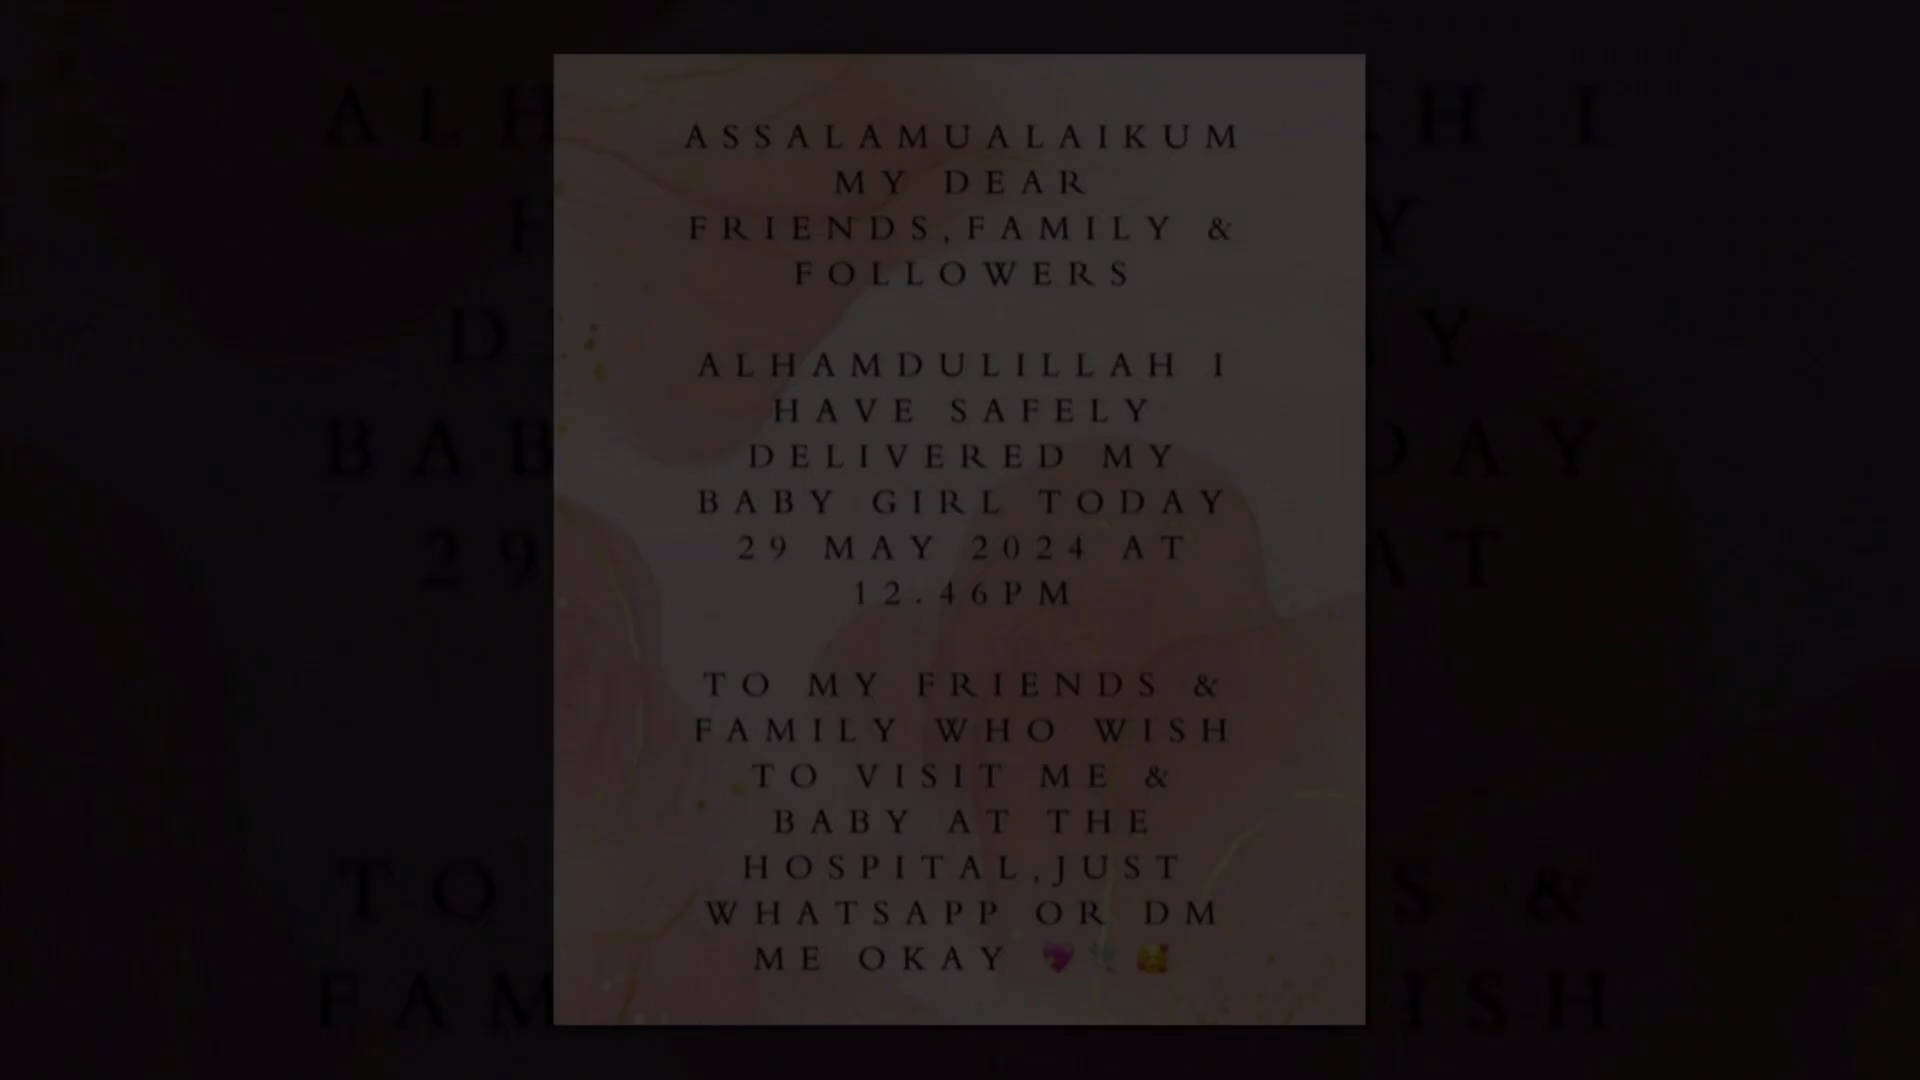 ASSALAMUALAIKUM
MY DEAR
FRIENDS,FAMILY &
FOLLOWERS
ALHAMDULILLAH I
HAVE SAFELY
DELIVERED MY
BABY GIRL TODAY
29 MAY 2024 AT
12.46PM
TO MY FRIENDS &
FAMILY WHO WISH
TO VISIT ME &
BABY AT THE
HOSPITAL,JUST
WHATSAPP OR DM
ME OKAY 💖🕊️🥰